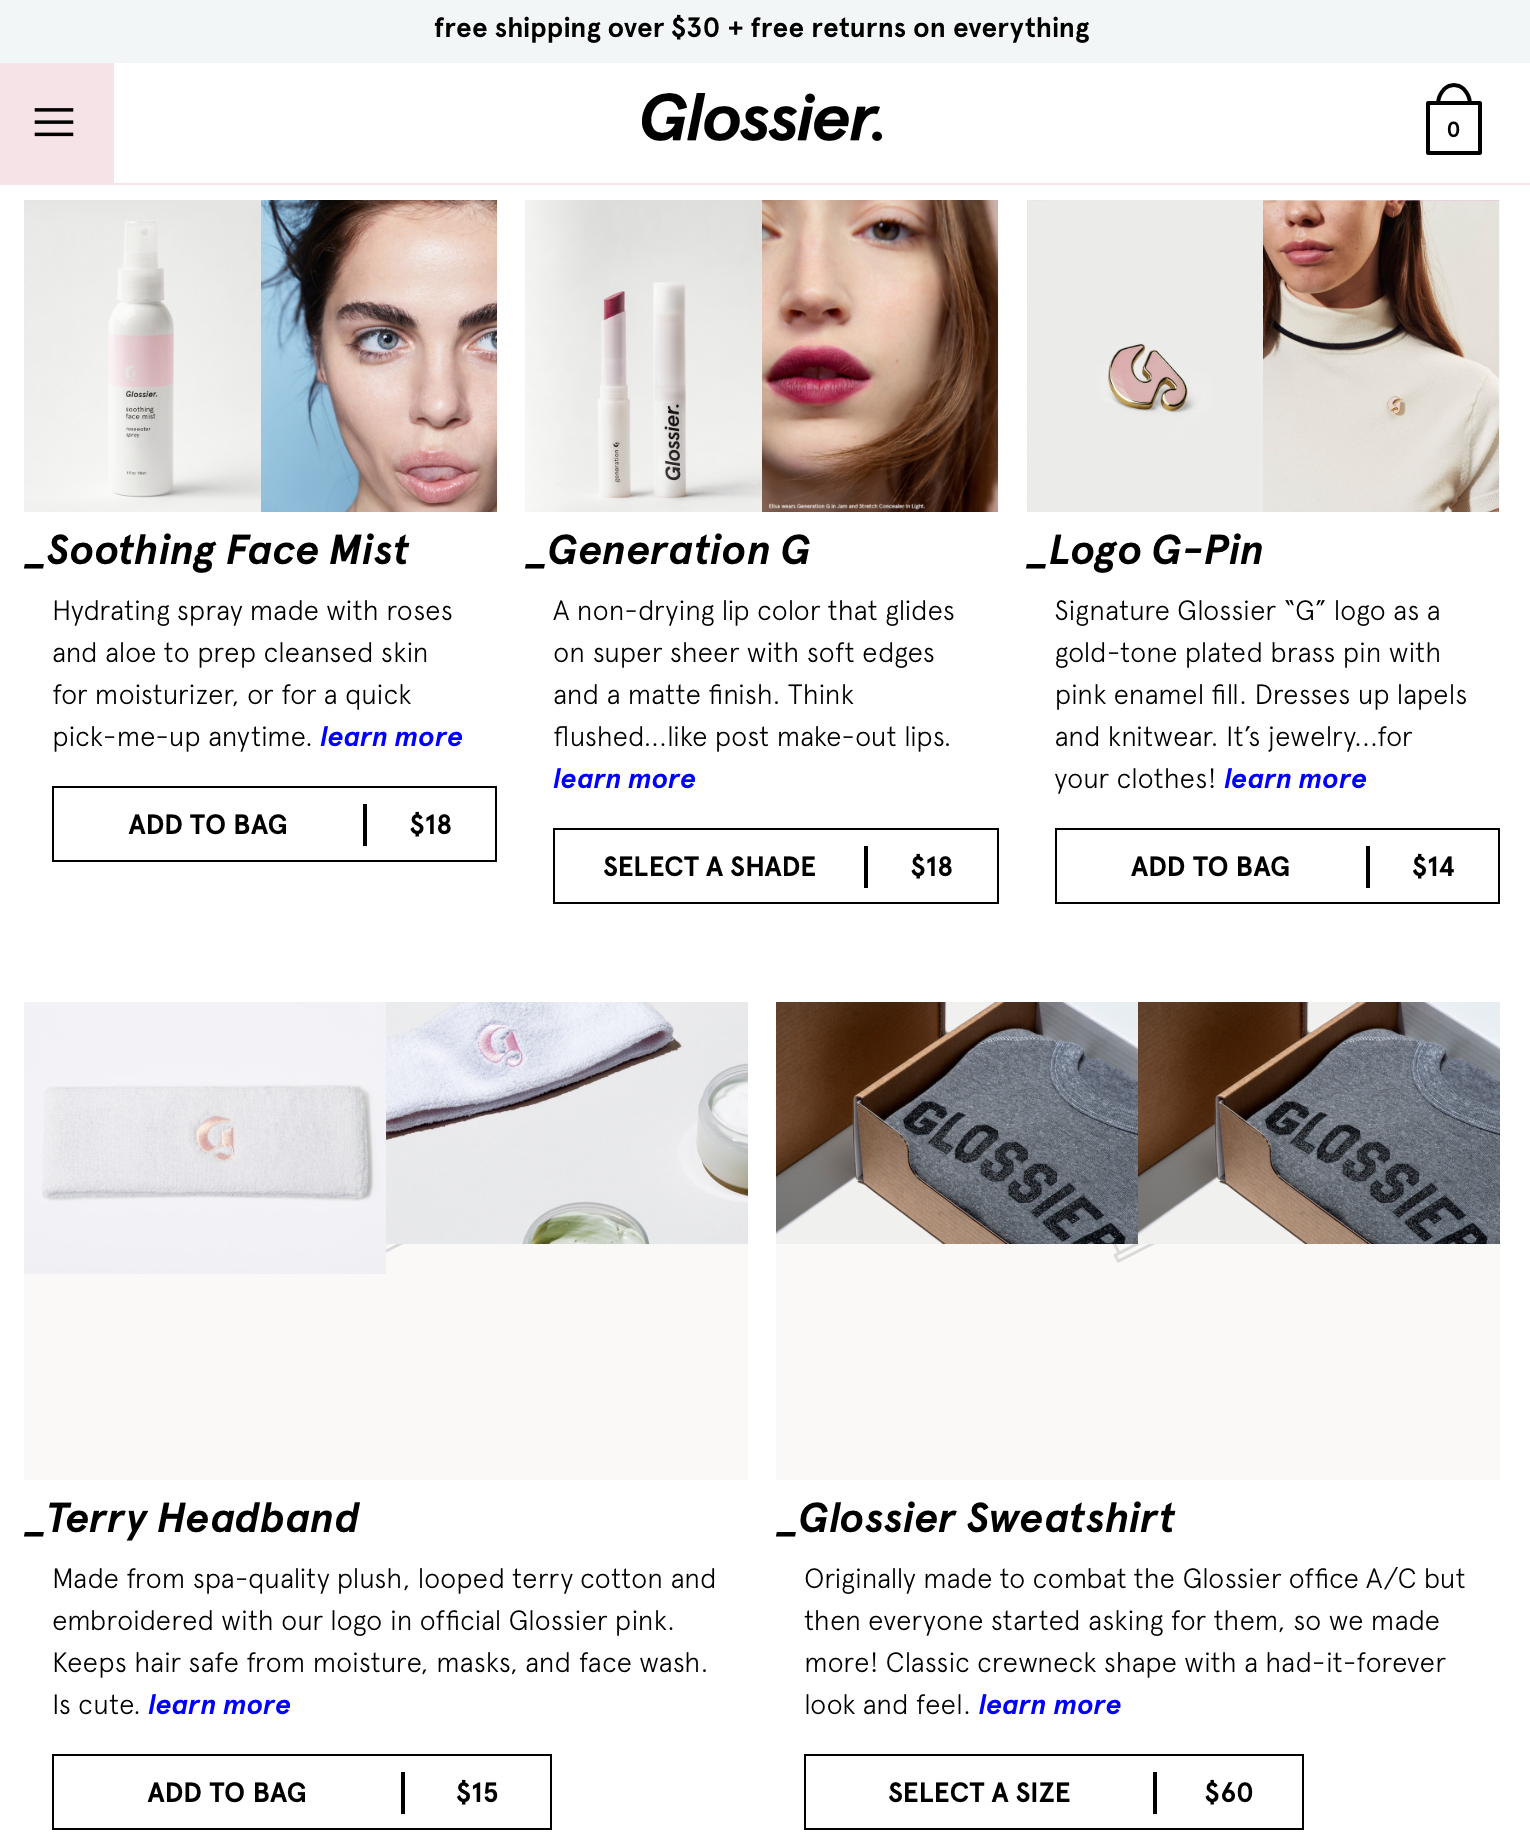 free shipping over $30 + free returns on everything
Glossier.
0
Glossier.
soothing
face mist
rosewater
spray
generation G
Glossier.
Elisa wears Generation G in Jam and Stretch Concealer in Light.
_Soothing Face Mist
Hydrating spray made with roses
and aloe to prep cleansed skin
for moisturizer, or for a quick
pick-me-up anytime. learn more
ADD TO BAG | $18
_Generation G
A non-drying lip color that glides
on super sheer with soft edges
and a matte finish. Think
flushed...like post make-out lips.
learn more
SELECT A SHADE | $18
_Logo G-Pin
Signature Glossier “G” logo as a
gold-tone plated brass pin with
pink enamel fill. Dresses up lapels
and knitwear. It’s jewelry...for
your clothes! learn more
ADD TO BAG | $14
G
G
GLOSSIER
GLOSSIER
_Terry Headband
Made from spa-quality plush, looped terry cotton and
embroidered with our logo in official Glossier pink.
Keeps hair safe from moisture, masks, and face wash.
Is cute. learn more
ADD TO BAG | $15
_Glossier Sweatshirt
Originally made to combat the Glossier office A/C but
then everyone started asking for them, so we made
more! Classic crewneck shape with a had-it-forever
look and feel. learn more
SELECT A SIZE | $60